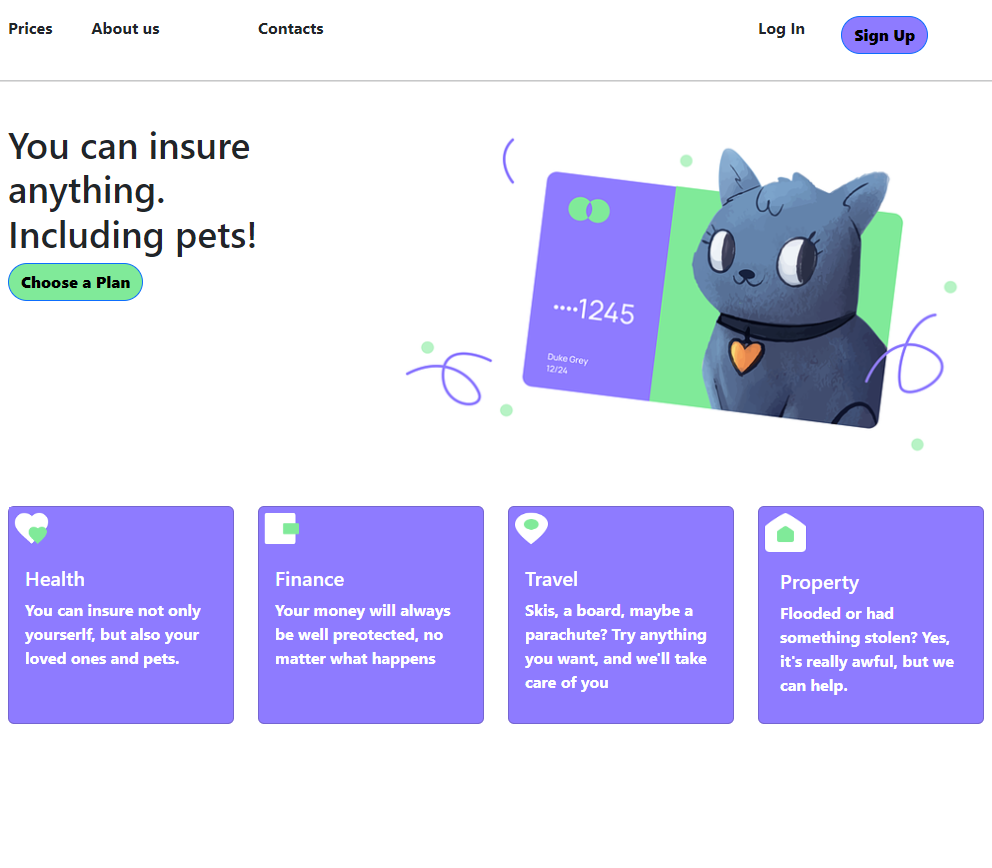 Prices About us Contacts Log In Sign Up
You can insure
anything.
Including pets!
Choose a Plan
••••1245
Duke Grey
12/24
Health
You can insure not only
yourserlf, but also your
loved ones and pets.
Finance
Your money will always
be well preotected, no
matter what happens
Travel
Skis, a board, maybe a
parachute? Try anything
you want, and we'll take
care of you
Property
Flooded or had
something stolen? Yes,
it's really awful, but we
can help.